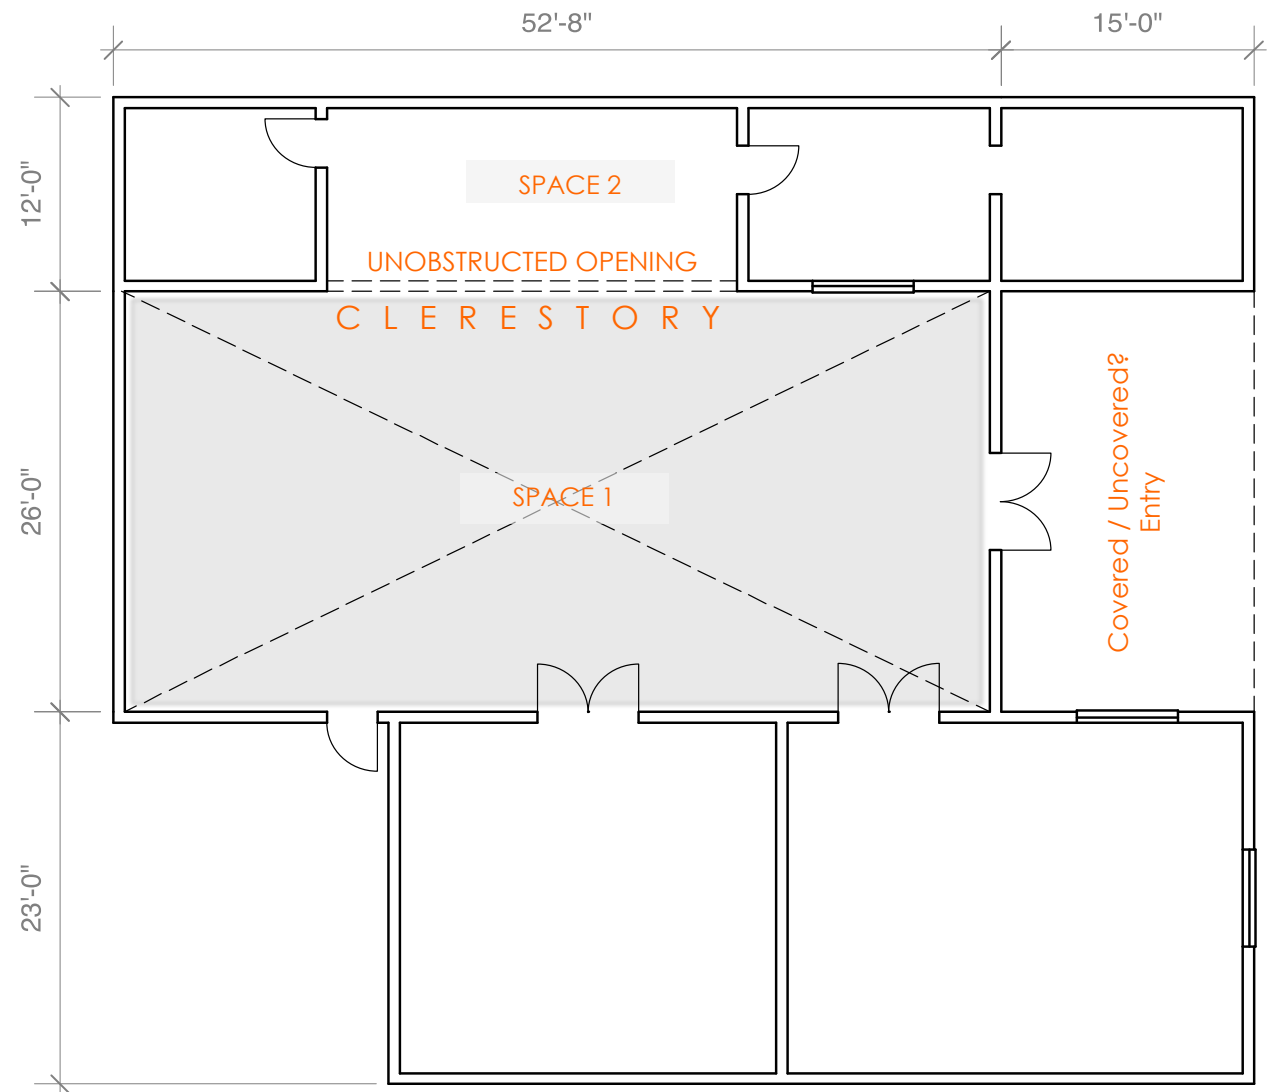 52'-8"
15'-0"
12'-0"
SPACE 2
UNOBSTRUCTED OPENING
CLERESTORY
26'-0"
SPACE 1
Covered / Uncovered?
Entry
23'-0"